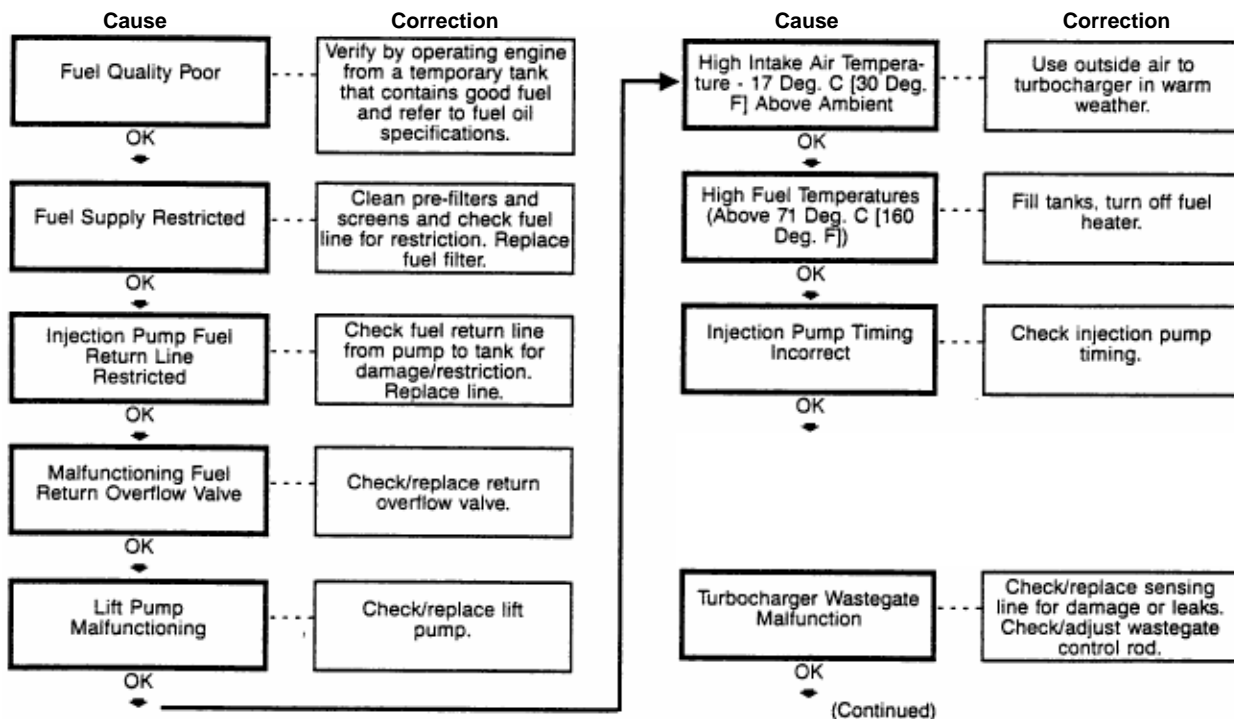 Cause
Correction
Fuel Quality Poor
Verify by operating engine
from a temporary tank
that contains good fuel
and refer to fuel oil
specifications.
OK
Fuel Supply Restricted
Clean pre-filters and
screens and check fuel
line for restriction. Replace
fuel filter.
OK
Injection Pump Fuel
Return Line
Restricted
Check fuel return line
from pump to tank for
damage/restriction.
Replace line.
OK
Malfunctioning Fuel
Return Overflow Valve
Check/replace return
overflow valve.
OK
Lift Pump
Malfunctioning
Check/replace lift
pump.
OK
Cause
Correction
High Intake Air Tempera-
ture - 17 Deg. C [30 Deg.
F] Above Ambient
Use outside air to
turbocharger in warm
weather.
OK
High Fuel Temperatures
(Above 71 Deg. C [160
Deg. F])
Fill tanks, turn off fuel
heater.
OK
Injection Pump Timing
Incorrect
Check injection pump
timing.
OK
Turbocharger Wastegate
Malfunction
Check/replace sensing
line for damage or leaks.
Check/adjust wastegate
control rod.
OK
(Continued)